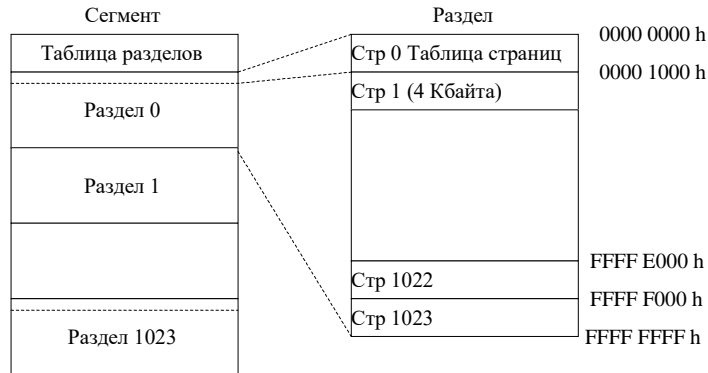 Сегмент
Раздел
Таблица разделов
Стр 0 Таблица страниц
0000 0000 h
0000 1000 h
Стр 1 (4 Кбайта)
Раздел 0
Раздел 1
FFFF E000 h
Стр 1022
FFFF F000 h
Стр 1023
Раздел 1023
FFFF FFFF h